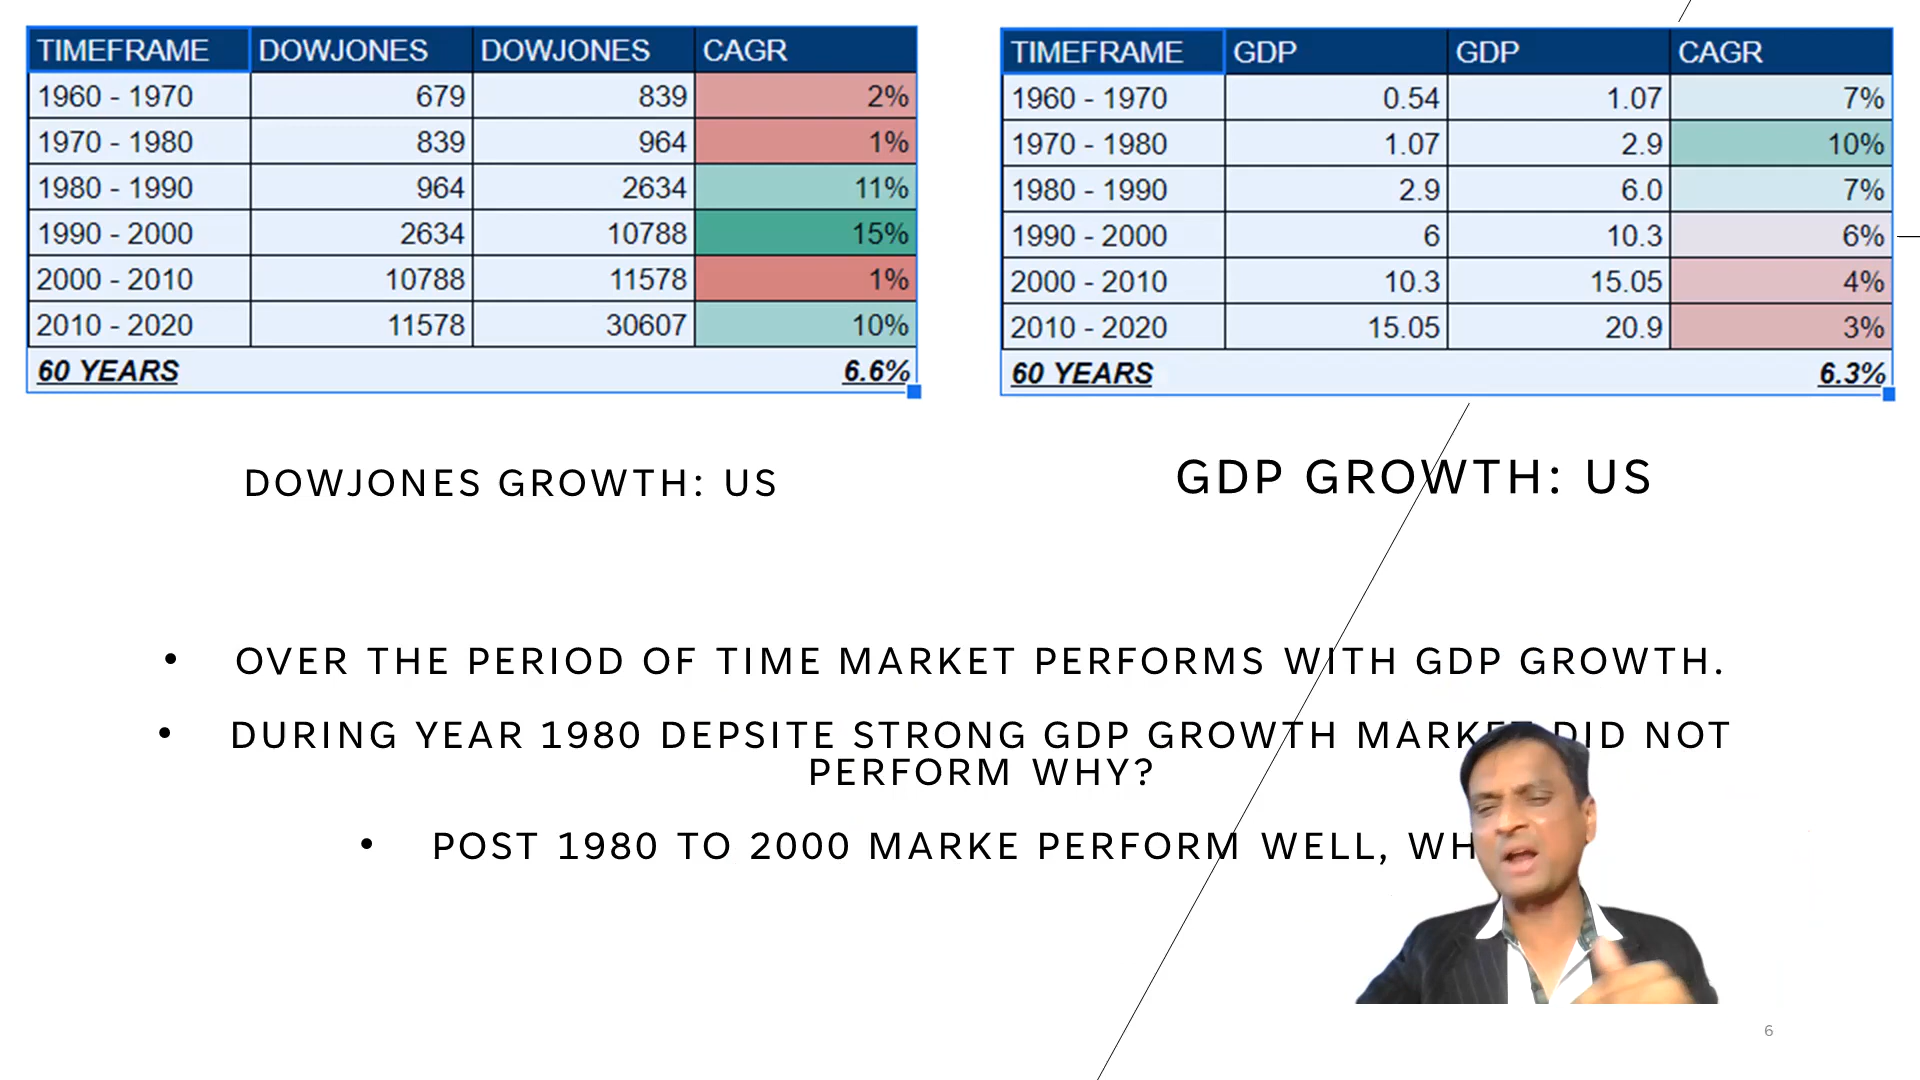 TIMEFRAME DOWJONES DOWJONES CAGR
1960 - 1970 679 839 2%
1970 - 1980 839 964 1%
1980 - 1990 964 2634 11%
1990 - 2000 2634 10788 15%
2000 - 2010 10788 11578 1%
2010 - 2020 11578 30607 10%
60 YEARS 6.6%
TIMEFRAME GDP GDP CAGR
1960 - 1970 0.54 1.07 7%
1970 - 1980 1.07 2.9 10%
1980 - 1990 2.9 6.0 7%
1990 - 2000 6 10.3 6%
2000 - 2010 10.3 15.05 4%
2010 - 2020 15.05 20.9 3%
60 YEARS 6.3%
DOWJONES GROWTH: US
GDP GROWTH: US
• OVER THE PERIOD OF TIME MARKET PERFORMS WITH GDP GROWTH.
• DURING YEAR 1980 DEPSITE STRONG GDP GROWTH MARKET DID NOT
PERFORM WHY?
• POST 1980 TO 2000 MARKE PERFORM WELL,
6